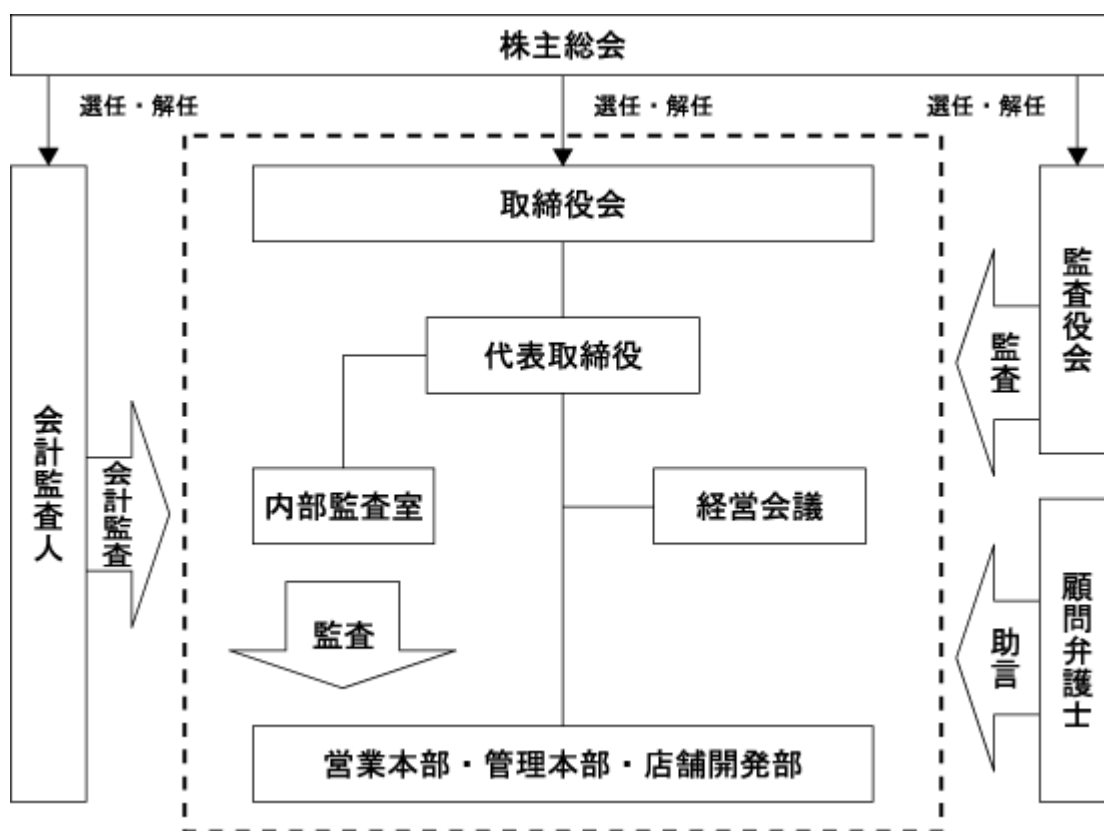 株主総会
選任・解任
選任・解任
選任・解任
取締役会
監査役会
監査
代表取締役
会計監査人
会計監査
内部監査室
経営会議
顧問弁護士
助言
監査
営業本部・管理本部・店舗開発部